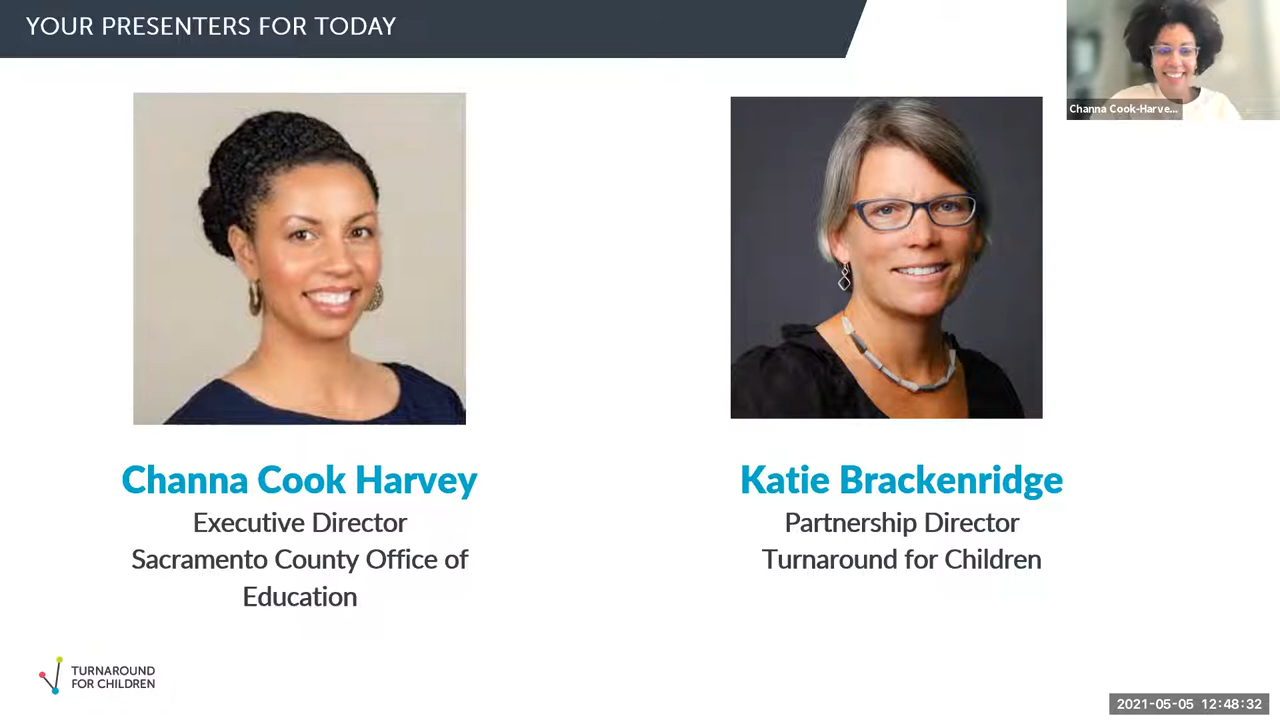 YOUR PRESENTERS FOR TODAY
Channa Cook-Harve...
Channa Cook Harvey
Executive Director
Sacramento County Office of
Education
Katie Brackenridge
Partnership Director
Turnaround for Children
TURNAROUND
FOR CHILDREN
2021-05-05 12:48:32